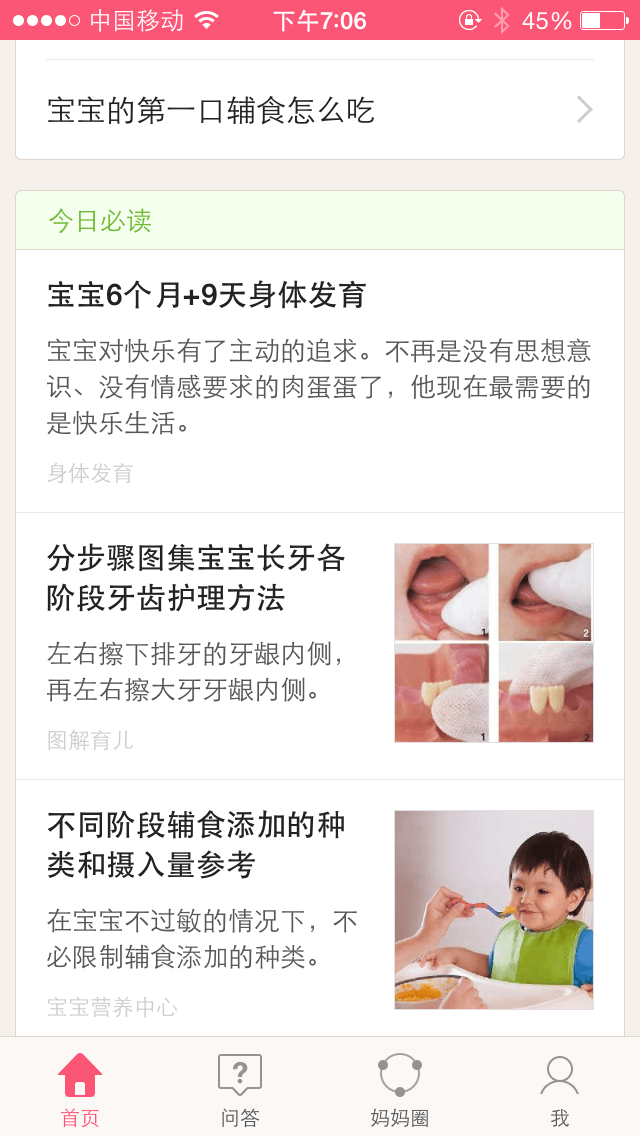 中国移动 下午7:06 45%
宝宝的第一口辅食怎么吃
今日必读
宝宝6个月+9天身体发育
宝宝对快乐有了主动的追求。不再是没有思想意
识、没有情感要求的肉蛋蛋了，他现在最需要的
是快乐生活。
身体发育
分步骤图集宝宝长牙各
阶段牙齿护理方法
左右擦下排牙的牙龈内侧，
再左右擦大牙牙龈内侧。
图解育儿
1
2
1
2
不同阶段辅食添加的种
类和摄入量参考
在宝宝不过敏的情况下，不
必限制辅食添加的种类。
宝宝营养中心
首页 问答 妈妈圈 我